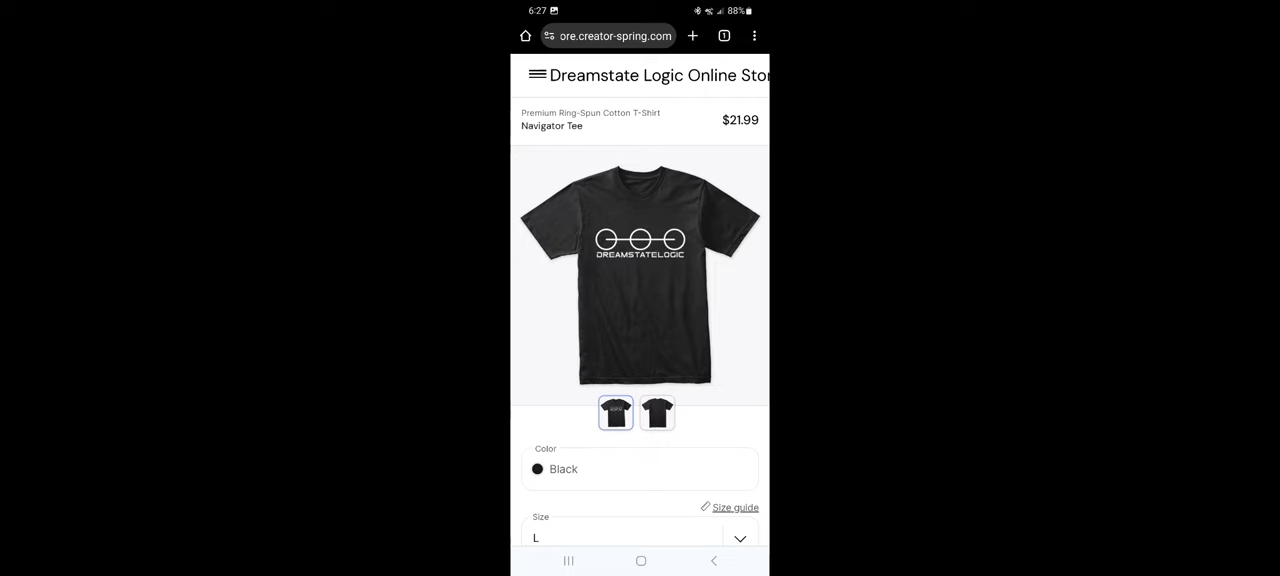 6:27
88%
ore.creator-spring.com
1
Dreamstate Logic Online Stor
Premium Ring-Spun Cotton T-Shirt
Navigator Tee
$21.99
DREAMSTATELOGIC
Color
Black
Size guide
Size
L